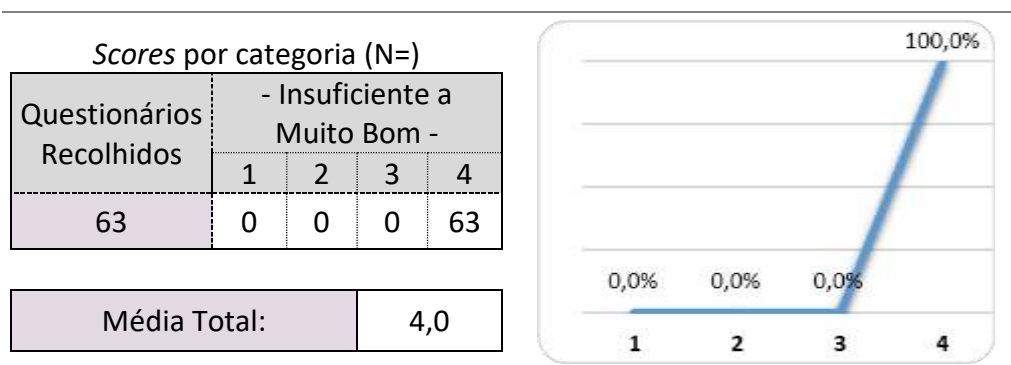 Scores por categoria (N=)
Questionários
Recolhidos
- Insuficiente a
Muito Bom -
1 2 3 4
63 0 0 0 63
Média Total: 4,0
100,0%
0,0% 0,0% 0,0%
1 2 3 4